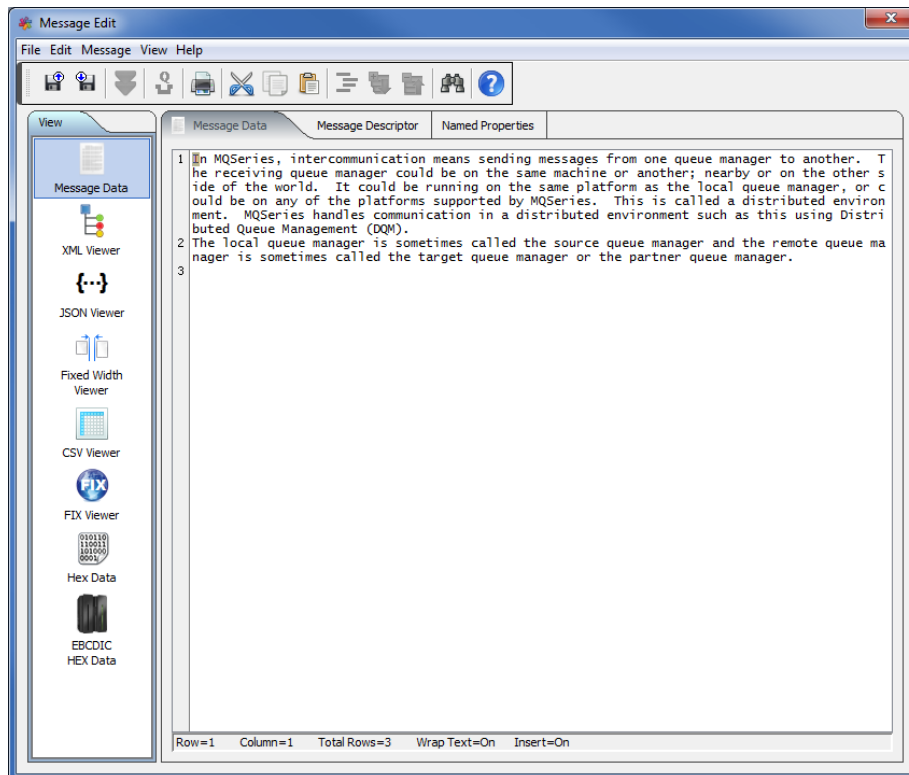 Message Edit
x
File Edit Message View Help
?
View
Message Data
XML Viewer
{···}
JSON Viewer
Fixed Width
Viewer
CSV Viewer
FIX
FIX Viewer
010110
110011
101000
0001
Hex Data
EBCDIC
HEX Data
Message Data Message Descriptor Named Properties
1 In MQSeries, intercommunication means sending messages from one queue manager to another.  T
he receiving queue manager could be on the same machine or another; nearby or on the other s
ide of the world.  It could be running on the same platform as the local queue manager, or c
ould be on any of the platforms supported by MQSeries.  This is called a distributed environ
ment.  MQSeries handles communication in a distributed environment such as this using Distri
buted Queue Management (DQM).
2 The local queue manager is sometimes called the source queue manager and the remote queue ma
nager is sometimes called the target queue manager or the partner queue manager.
3
Row=1 Column=1 Total Rows=3 Wrap Text=On Insert=On